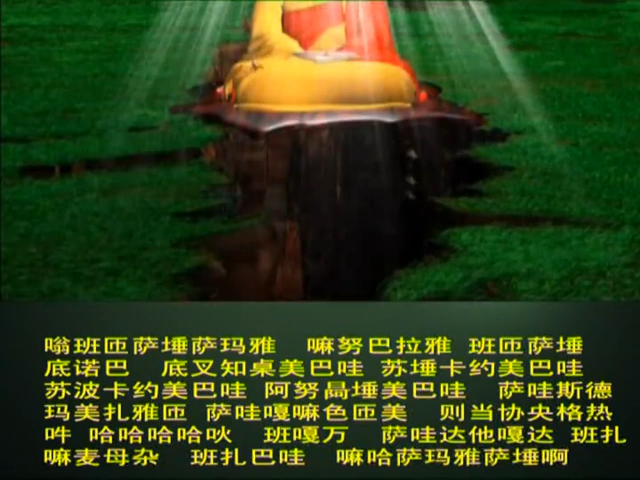 嗡班匝萨埵萨玛雅　嘛努巴拉雅 班匝萨埵
底诺巴　底叉知桌美巴哇 苏埵卡约美巴哇
苏波卡约美巴哇 阿努晶埵美巴哇　萨哇斯德
玛美扎雅匝 萨哇嘎嘛色匝美　则当协央格热
吽 哈哈哈哈吙　班嘎万　萨哇达他嘎达 班扎
嘛麦母杂　班扎巴哇　嘛哈萨玛雅萨埵啊